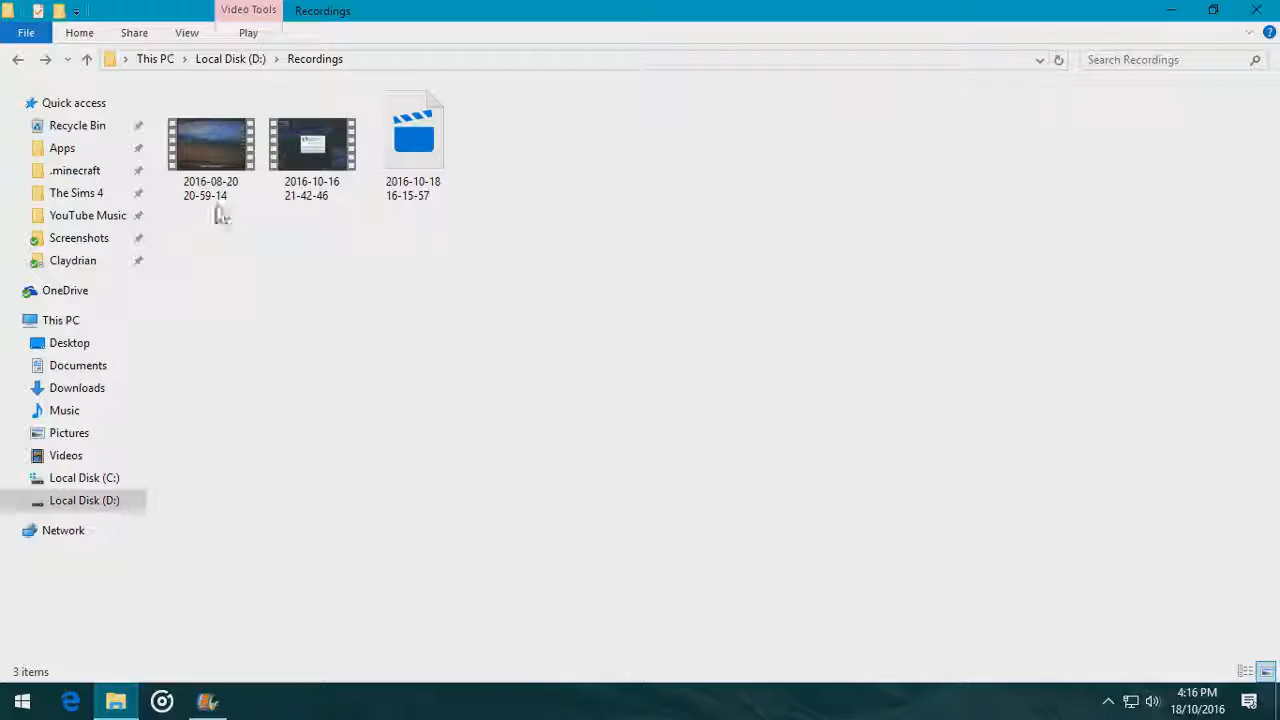 Video Tools
Recordings
File
Home
Share
View
Play
This PC
Local Disk (D:)
Recordings
Search Recordings
Quick access
Recycle Bin
Apps
.minecraft
The Sims 4
YouTube Music
Screenshots
Claydrian
OneDrive
This PC
Desktop
Documents
Downloads
Music
Pictures
Videos
Local Disk (C:)
Local Disk (D:)
Network
2016-08-20
20-59-14
2016-10-16
21-42-46
2016-10-18
16-15-57
3 items
4:16 PM
18/10/2016